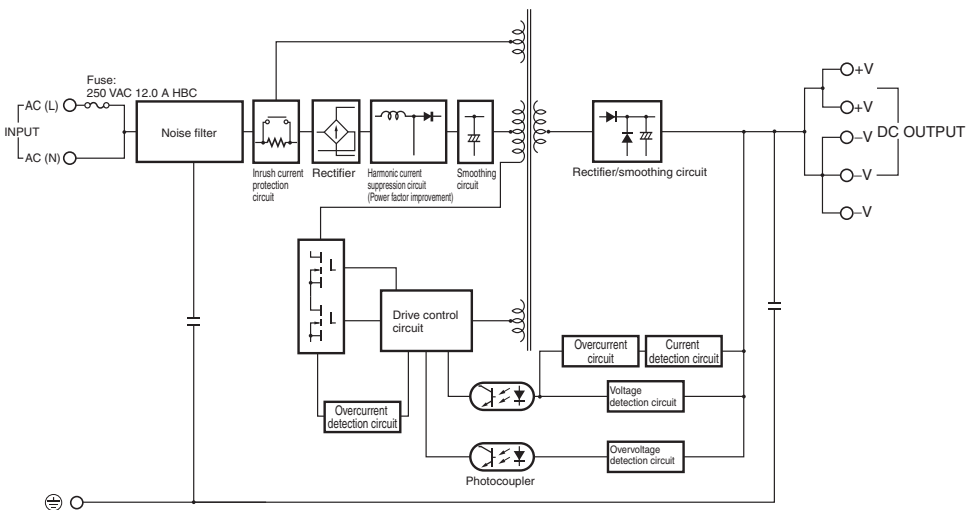 Fuse:
250 VAC 12.0 A HBC
AC (L)
INPUT
AC (N)
Noise filter
Inrush current
protection
circuit
Rectifier
Harmonic current
suppression circuit
(Power factor improvement)
Smoothing
circuit
Rectifier/smoothing circuit
+V
+V
–V
DC OUTPUT
–V
–V
Drive control
circuit
Overcurrent
detection circuit
Overcurrent
circuit
Current
detection circuit
Voltage
detection circuit
Overvoltage
detection circuit
Photocoupler